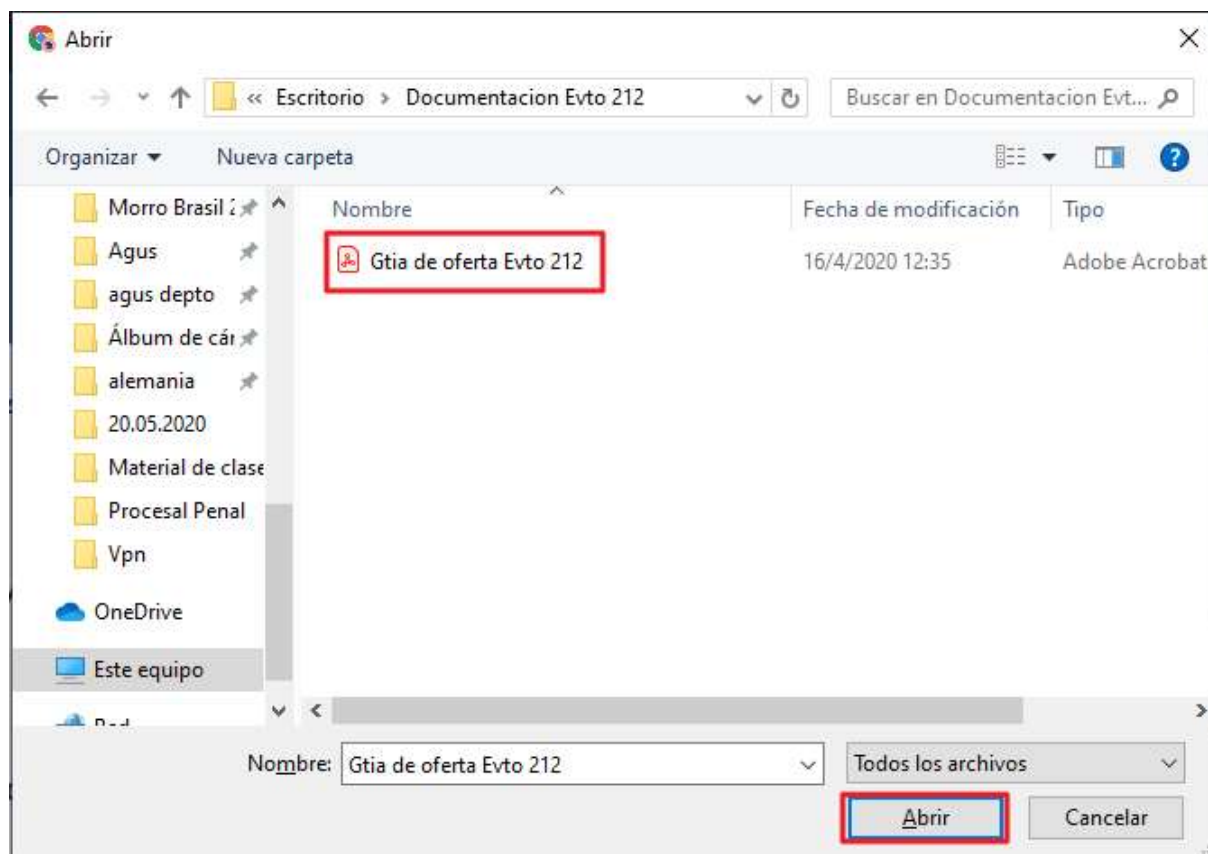 Abrir
« Escritorio > Documentacion Evto 212
Buscar en Documentacion Evt...
Organizar
Nueva carpeta
Nombre
Fecha de modificación
Tipo
Gtia de oferta Evto 212
16/4/2020 12:35
Adobe Acrobat
Morro Brasil
Agus
agus depto
Álbum de
alemania
20.05.2020
Material de clase
Procesal Penal
Vpn
OneDrive
Este equipo
Nombre: Gtia de oferta Evto 212
Todos los archivos
Abrir
Cancelar